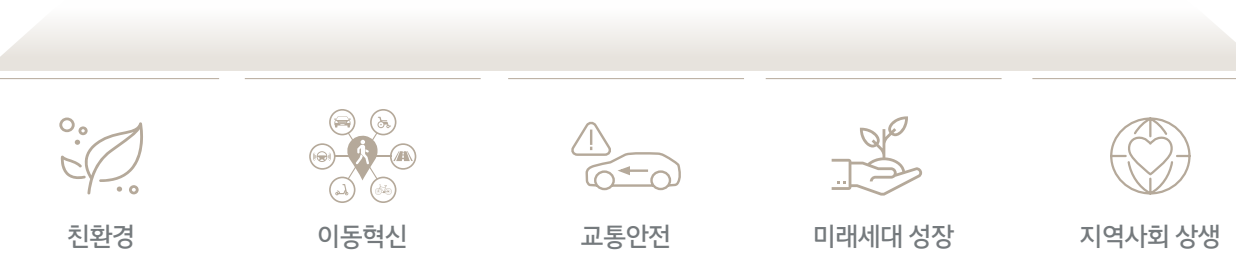 친환경
이동혁신
교통안전
미래세대 성장
지역사회 상생